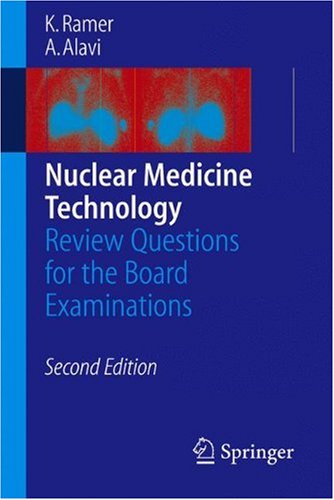 K. Ramer
A. Alavi
Nuclear Medicine
Technology
Review Questions
for the Board
Examinations
Second Edition
Springer